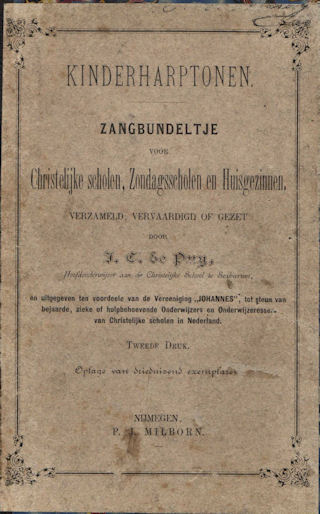 KINDERHARPTONEN.
ZANGBUNDELTJE
VOOR
Christelijke scholen, Zondagsscholen en Huisgezinnen,
VERZAMELD, VERVAARDIGD OF GEZET
DOOR
J. C. de Puy,
Hoofdonderwijzer aan de Christelijke School te
en uitgegeven ten voordeele van de Vereeniging „JOHANNES”, tot steun van
bejaarde, zieke of hulpbehoevende Onderwijzers en Onderwijzeressen
van Christelijke scholen in Nederland.
TWEEDE DRUK.
Oplage van drieduizend exemplaren
NIJMEGEN,
P. J. MILBORN.